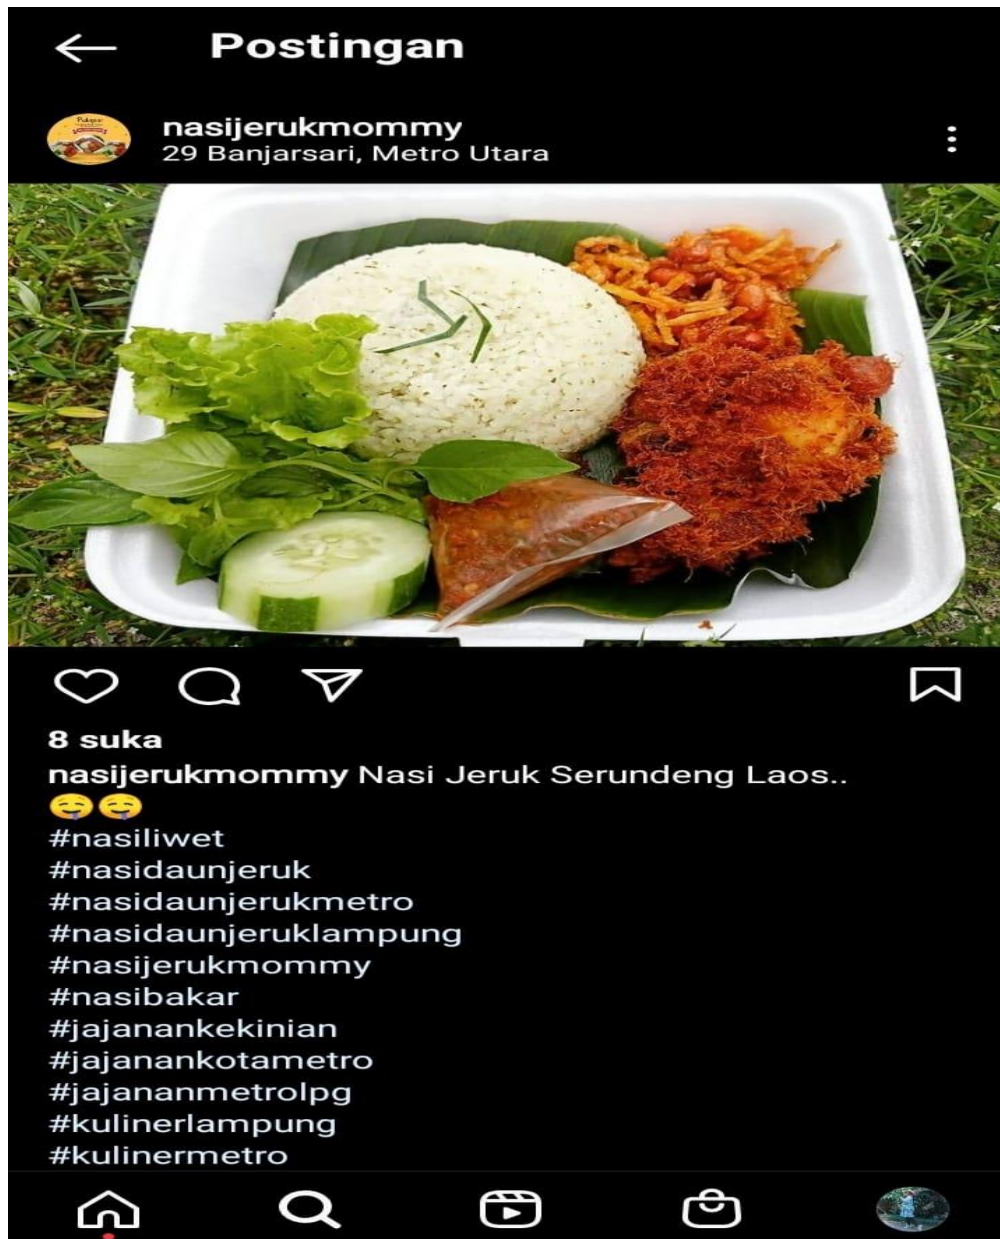 Postingan
nasijerukmommy
29 Banjarsari, Metro Utara
8 suka
nasijerukmommy Nasi Jeruk Serundeng Laos..
🤤🤤
#nasiliwet
#nasidaunjeruk
#nasidaunjerukmetro
#nasidaunjeruklampung
#nasijerukmommy
#nasibakar
#jajanankekinian
#jajanankotametro
#jajananmetrolpg
#kulinerlampung
#kulinermetro